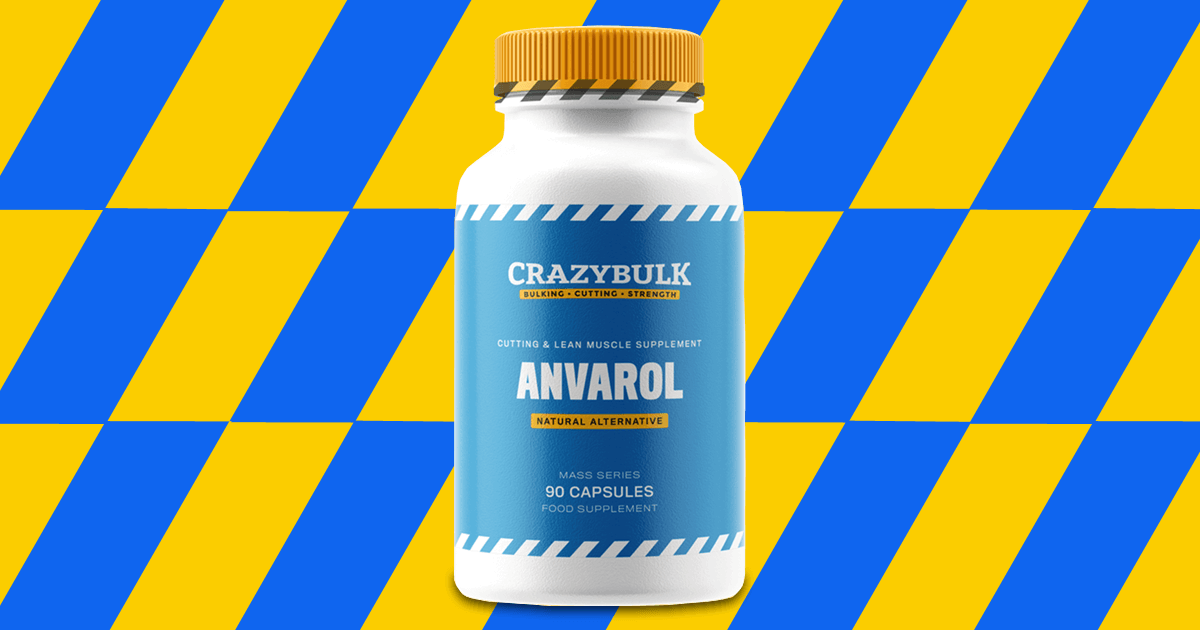 CRAZYBULK
BULKING • CUTTING • STRENGTH
CUTTING & LEAN MUSCLE SUPPLEMENT
ANVAROL
NATURAL ALTERNATIVE
MASS SERIES
90 CAPSULES
FOOD SUPPLEMENT